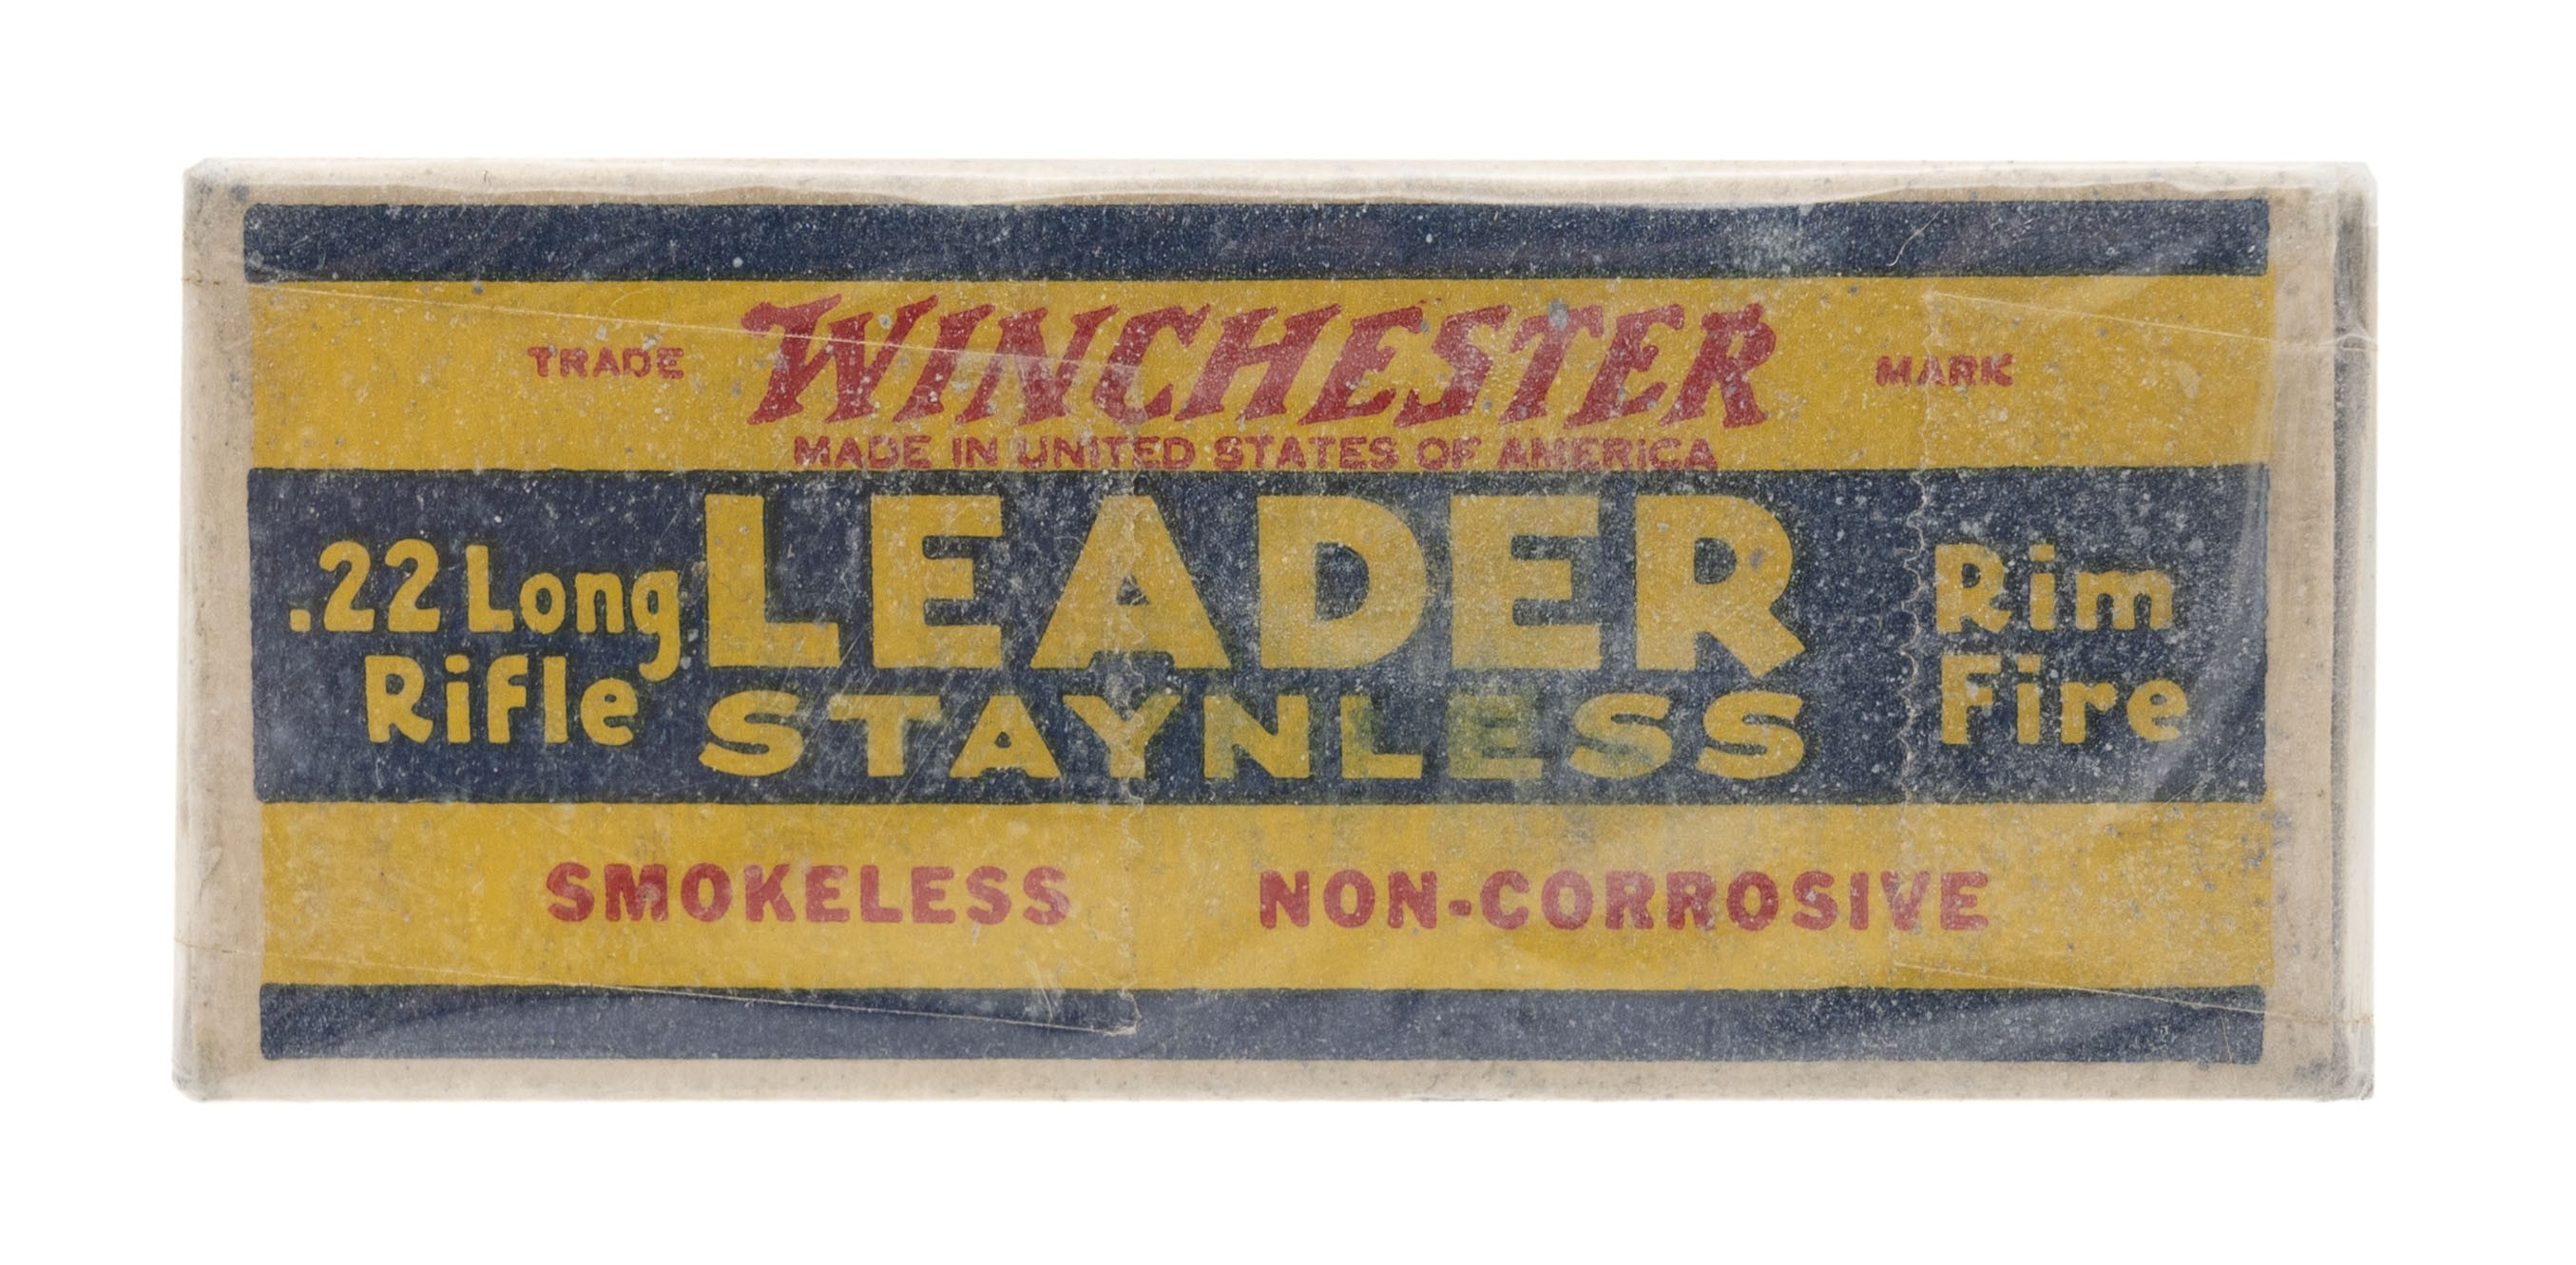 TRADE WINCHESTER MARK
MADE IN UNITED STATES OF AMERICA
.22 Long Rifle
LEADER
STAYNLESS
Rim Fire
SMOKELESS NON-CORROSIVE